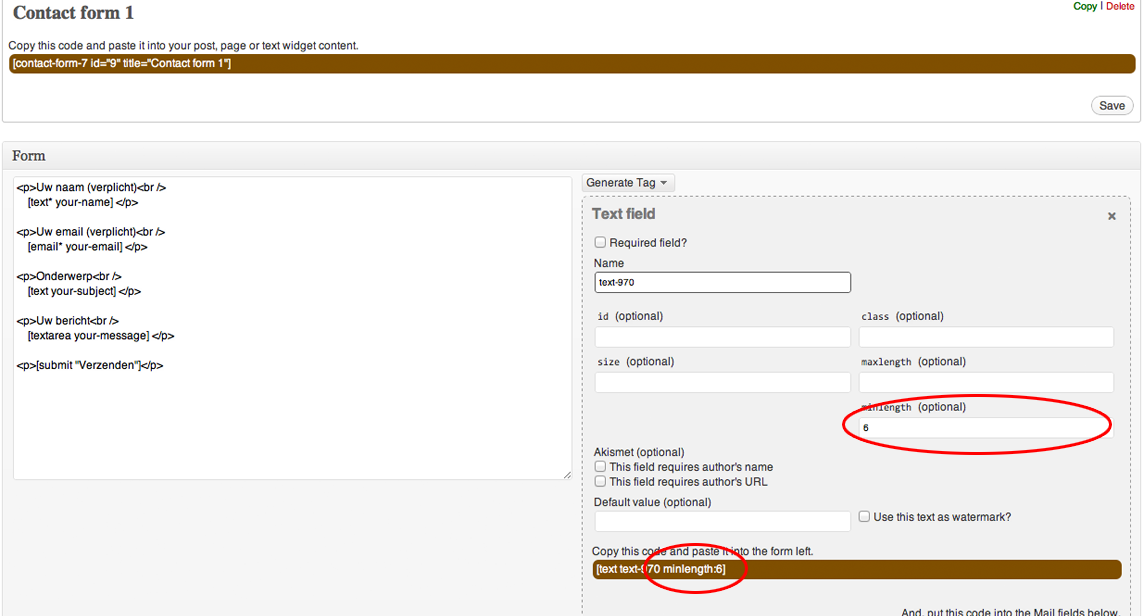 Contact form 1
Copy | Delete
Copy this code and paste it into your post, page or text widget content.
[contact-form-7 id="9" title="Contact form 1"]
Save
Form
<p>Uw naam (verplicht)<br />
[text* your-name] </p>
<p>Uw email (verplicht)<br />
[email* your-email] </p>
<p>Onderwerp<br />
[text your-subject] </p>
<p>Uw bericht<br />
[textarea your-message] </p>
<p>[submit "Verzenden"]</p>
Generate Tag
Text field
×
Required field?
Name
text-970
id (optional)
class (optional)
size (optional)
maxlength (optional)
minlength (optional)
6
Akismet (optional)
This field requires author's name
This field requires author's URL
Default value (optional)
Use this text as watermark?
Copy this code and paste it into the form left.
[text text-970 minlength:6]
And, put this code into the Mail fields below.